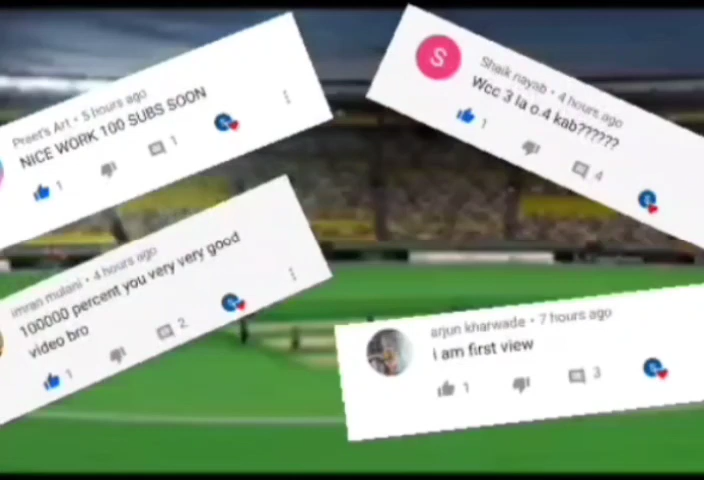 Preet's Art • 5 hours ago
NICE WORK 100 SUBS SOON
1
1
Shaik nayab • 4 hours ago
S
Wcc 3 la o.4 kab??????
1
4
imran mulani • 4 hours ago
100000 percent you very very good
video bro
1
2
arjun kharwade • 7 hours ago
i am first view
1
3